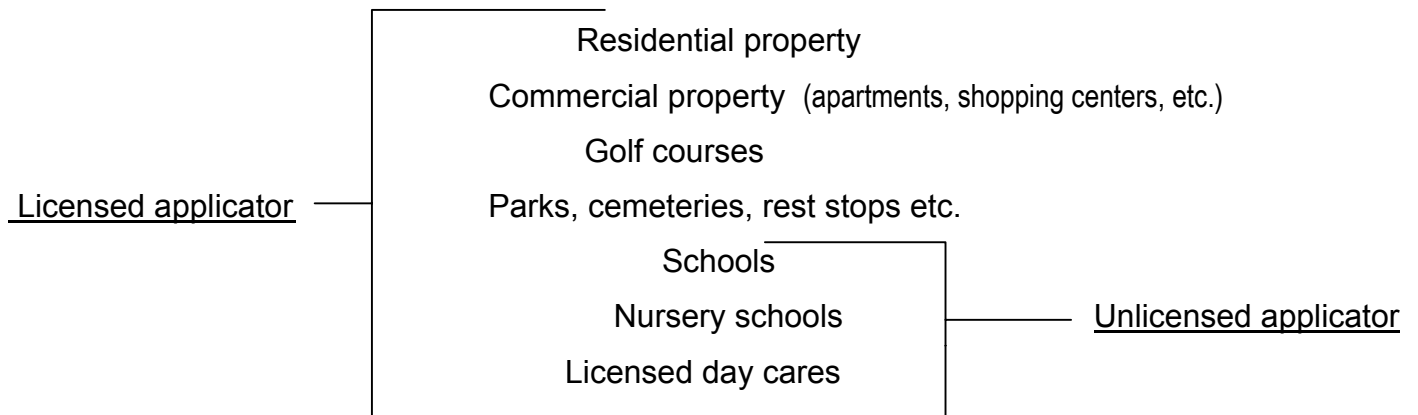 Residential property
Commercial property (apartments, shopping centers, etc.)
Golf courses
Licensed applicator
Parks, cemeteries, rest stops etc.
Schools
Nursery schools
Unlicensed applicator
Licensed day cares